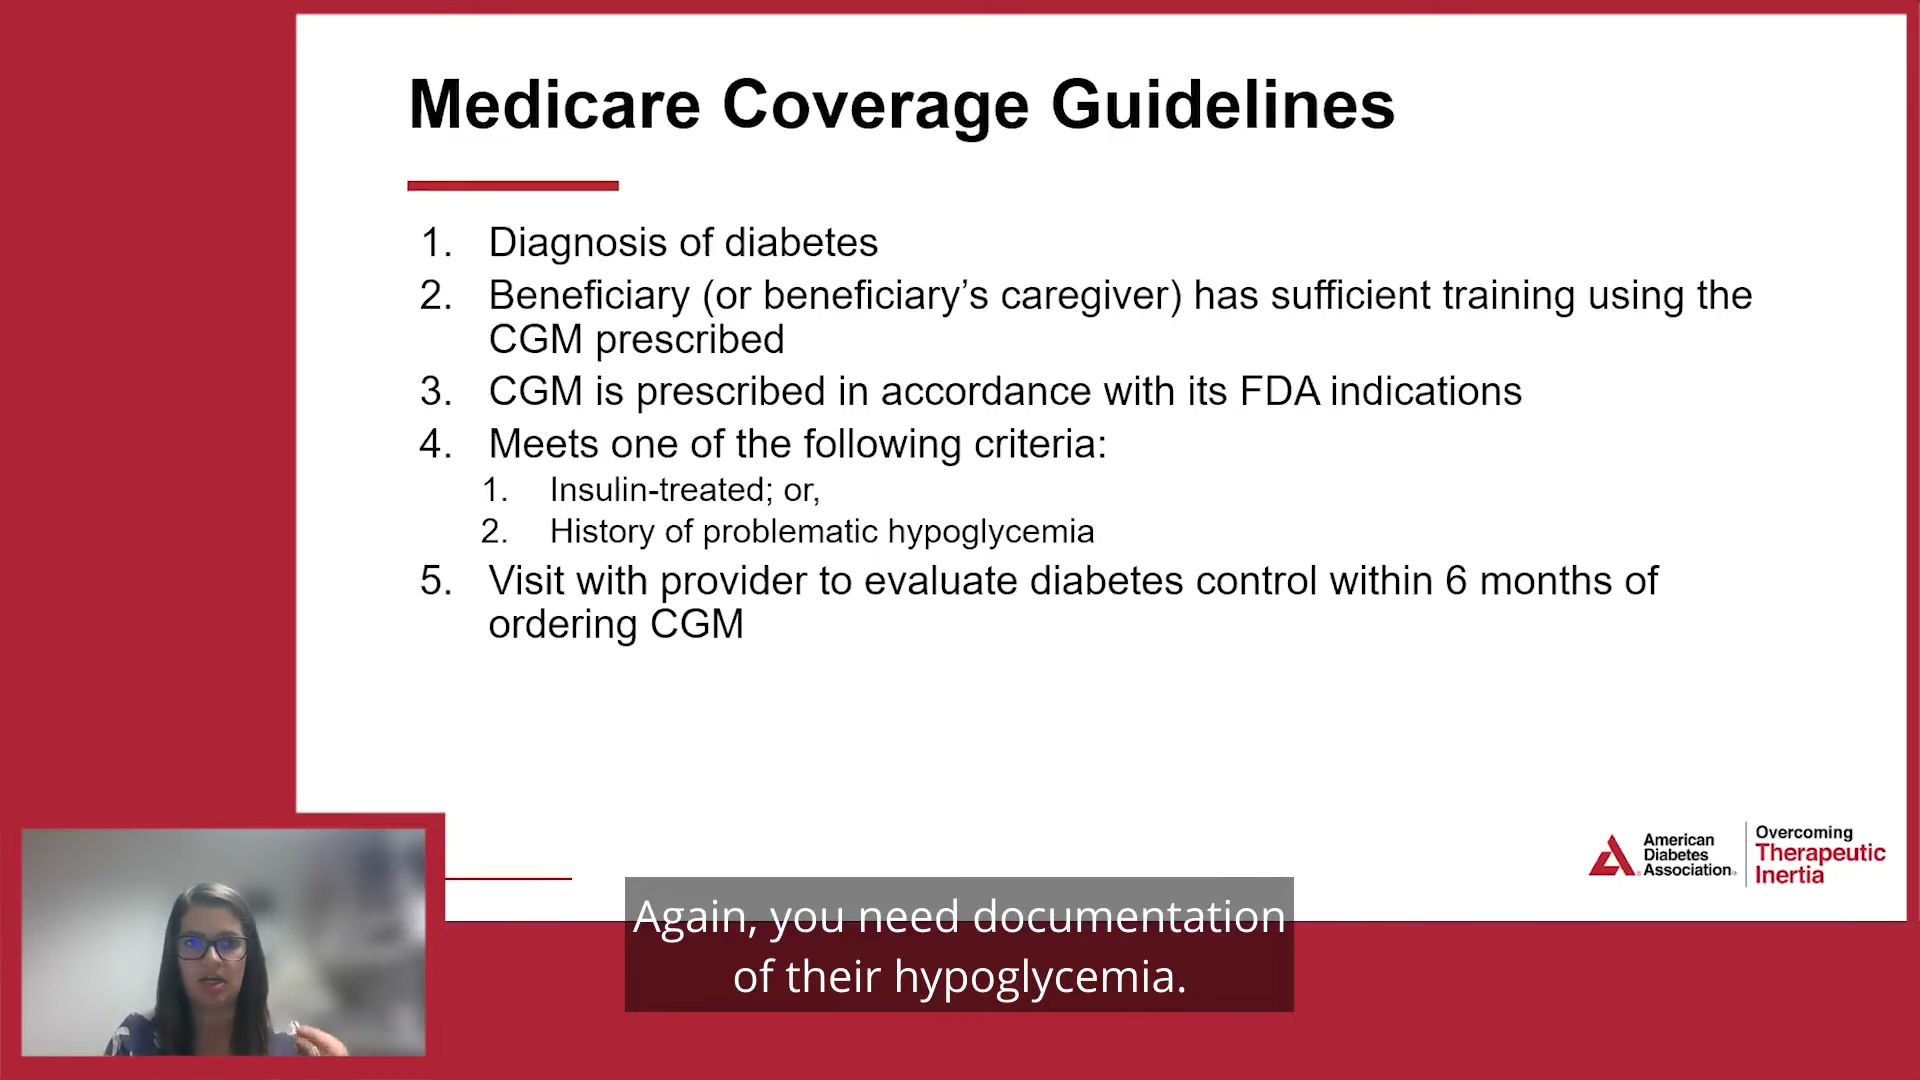 Medicare Coverage Guidelines
1. Diagnosis of diabetes
2. Beneficiary (or beneficiary’s caregiver) has sufficient training using the
CGM prescribed
3. CGM is prescribed in accordance with its FDA indications
4. Meets one of the following criteria:
1. Insulin-treated; or,
2. History of problematic hypoglycemia
5. Visit with provider to evaluate diabetes control within 6 months of
ordering CGM
American
Diabetes
Association®
Overcoming
Therapeutic
Inertia
Again, you need documentation
of their hypoglycemia.